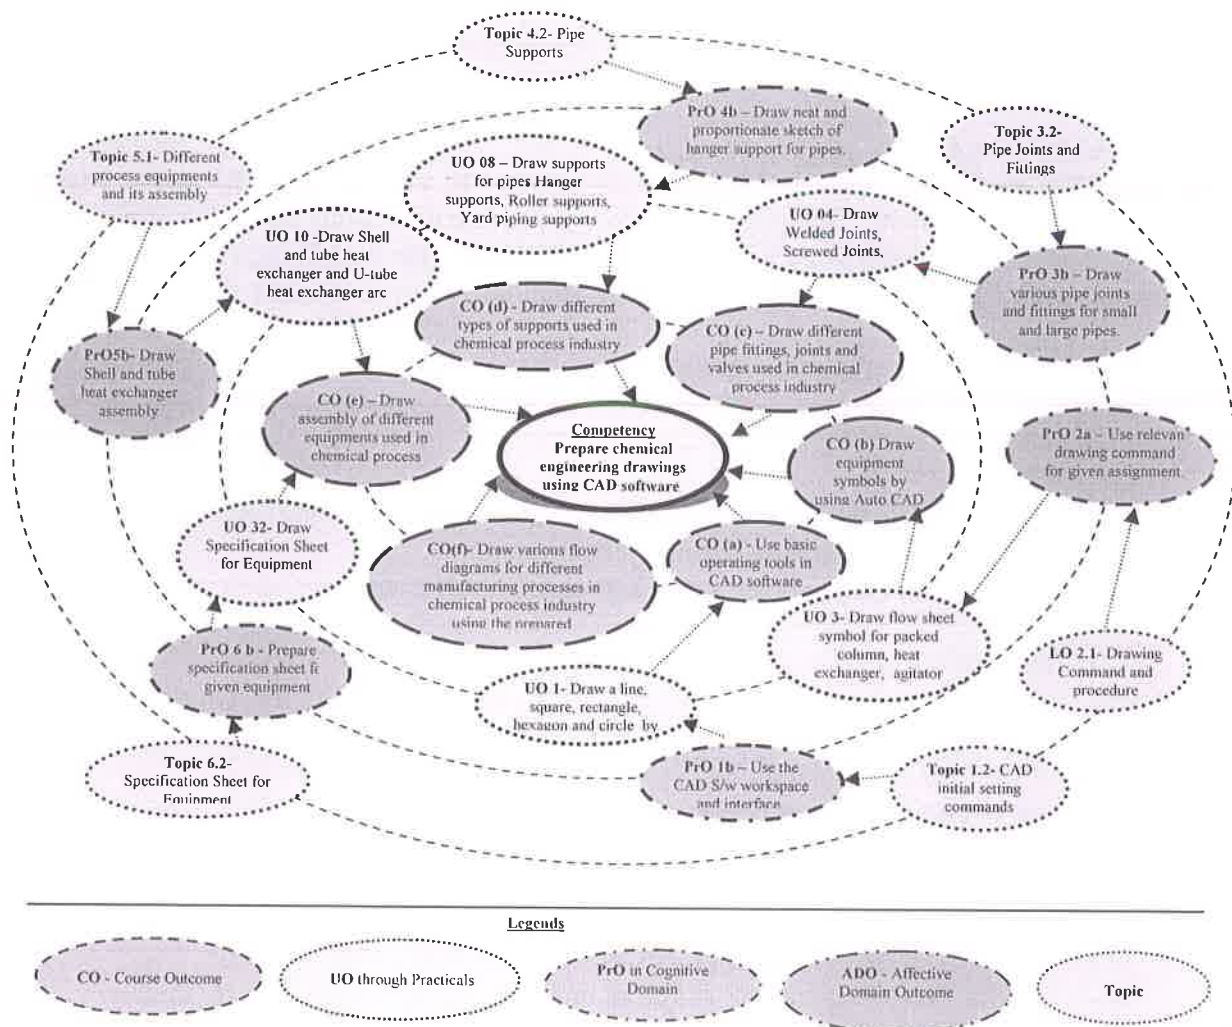 Topic 4.2- Pipe
Supports
PrO 4b – Draw neat and
proportionate sketch of
hanger support for pipes.
Topic 3.2-
Pipe Joints and
Fittings
Topic 5.1- Different
process equipments
and its assembly
UO 08 – Draw supports
for pipes Hanger
supports, Roller supports,
Yard piping supports
UO 04- Draw
Welded Joints,
Screwed Joints,
UO 10 -Draw Shell
and tube heat
exchanger and U-tube
heat exchanger arc
PrO 3b – Draw
various pipe joints
and fittings for small
and large pipes.
CO (d) - Draw different
types of supports used in
chemical process industry
CO (c) – Draw different
pipe fittings, joints and
valves used in chemical
process industry
PrO5b- Draw
Shell and tube
heat exchanger
assembly
CO (e) – Draw
assembly of different
equipments used in
chemical process
Competency
Prepare chemical
engineering drawings
using CAD software
CO (b) Draw
equipment
symbols by
using Auto CAD
PrO 2a – Use relevan
drawing command
for given assignment.
UO 32- Draw
Specification Sheet
for Equipment
CO(f)- Draw various flow
diagrams for different
manufacturing processes in
chemical process industry
using the prepared
CO (a) - Use basic
operating tools in
CAD software
UO 3- Draw flow sheet
symbol for packed
column, heat
exchanger, agitator
LO 2.1- Drawing
Command and
procedure
PrO 6 b - Prepare
specification sheet fo
given equipment
UO 1- Draw a line,
square, rectangle,
hexagon and circle by
Topic 6.2-
Specification Sheet for
Equipment
PrO 1b – Use the
CAD S/w workspace
and interface
Topic 1.2- CAD
initial setting
commands
Legends
CO - Course Outcome
UO through Practicals
PrO in Cognitive
Domain
ADO - Affective
Domain Outcome
Topic